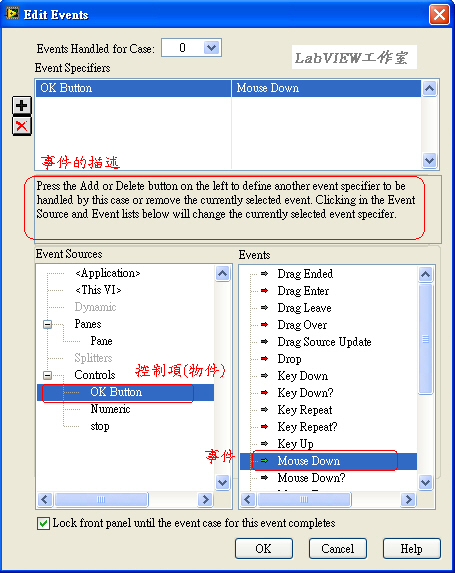 Edit Events
Events Handled for Case: 0
LabVIEW工作室
Event Specifiers
OK Button Mouse Down
事件的描述
Press the Add or Delete button on the left to define another event specifier to be
handled by this case or remove the currently selected event. Clicking in the Event
Source and Event lists below will change the currently selected event specifer.
Event Sources
<Application>
<This VI>
Dynamic
Panes
Pane
Splitters
Controls
控制項(物件)
OK Button
Numeric
stop
Events
Drag Ended
Drag Enter
Drag Leave
Drag Over
Drag Source Update
Drop
Key Down
Key Down?
Key Repeat
Key Repeat?
Key Up
事件
Mouse Down
Mouse Down?
Lock front panel until the event case for this event completes
OK Cancel Help